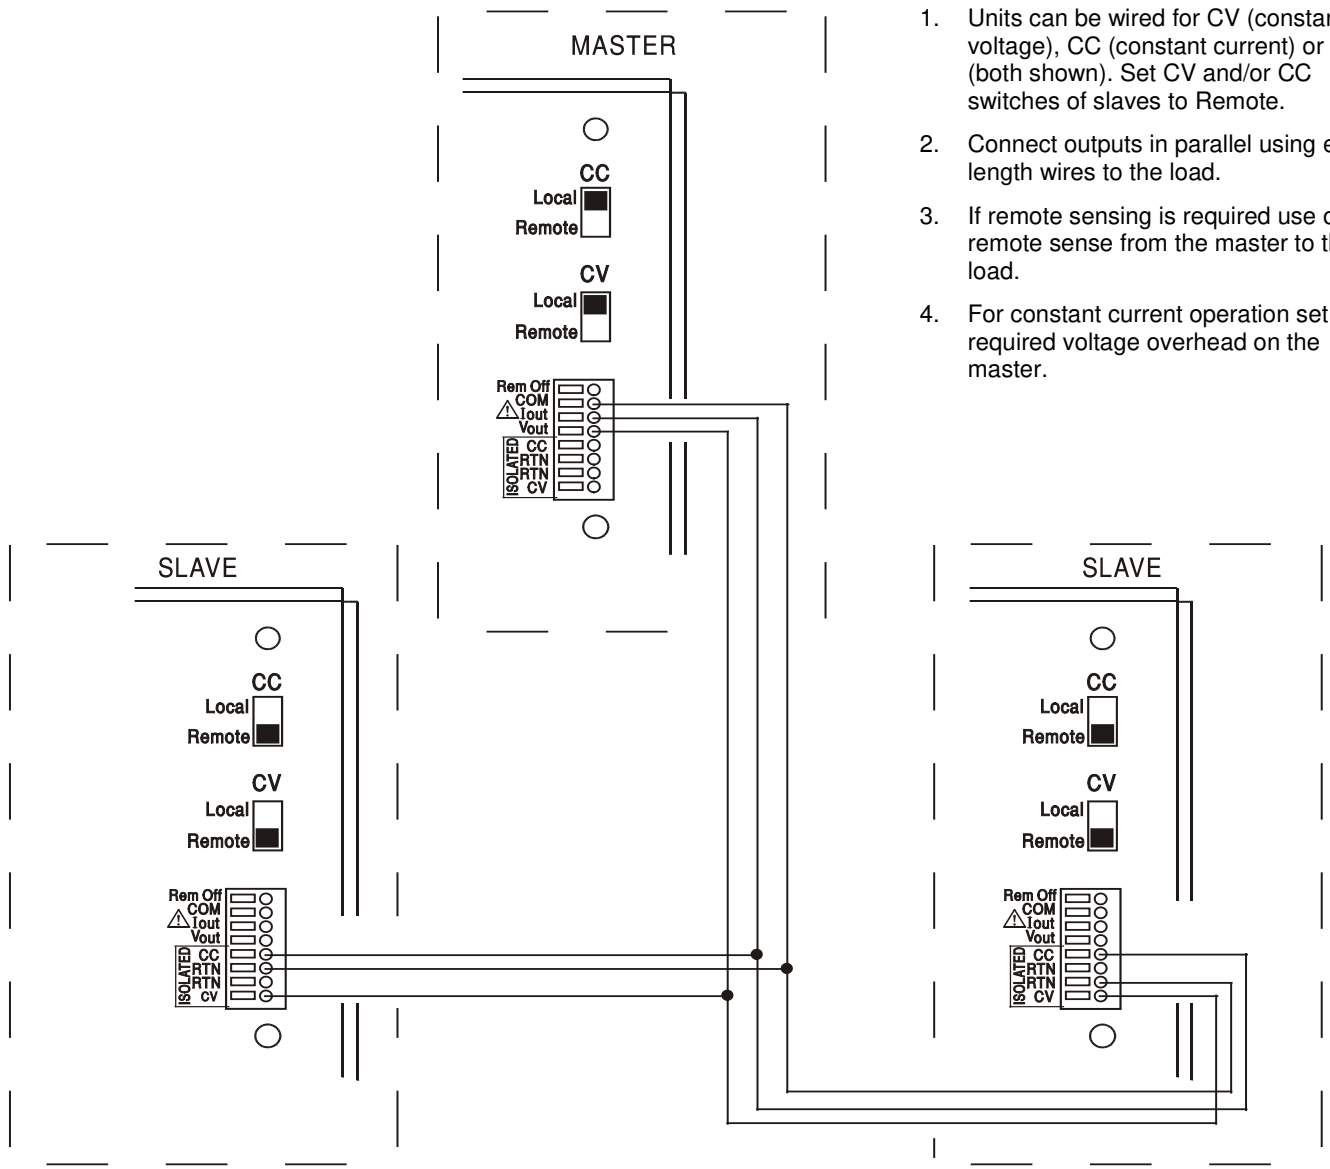 MASTER
CC
Local
Remote
CV
Local
Remote
Rem Off
COM
Iout
Vout
ISOLATED
CC
RTN
RTN
CV
1. Units can be wired for CV (constan
voltage), CC (constant current) or
(both shown). Set CV and/or CC
switches of slaves to Remote.
2. Connect outputs in parallel using e
length wires to the load.
3. If remote sensing is required use o
remote sense from the master to th
load.
4. For constant current operation set
required voltage overhead on the
master.
SLAVE
CC
Local
Remote
CV
Local
Remote
Rem Off
COM
Iout
Vout
ISOLATED
CC
RTN
RTN
CV
SLAVE
CC
Local
Remote
CV
Local
Remote
Rem Off
COM
Iout
Vout
ISOLATED
CC
RTN
RTN
CV